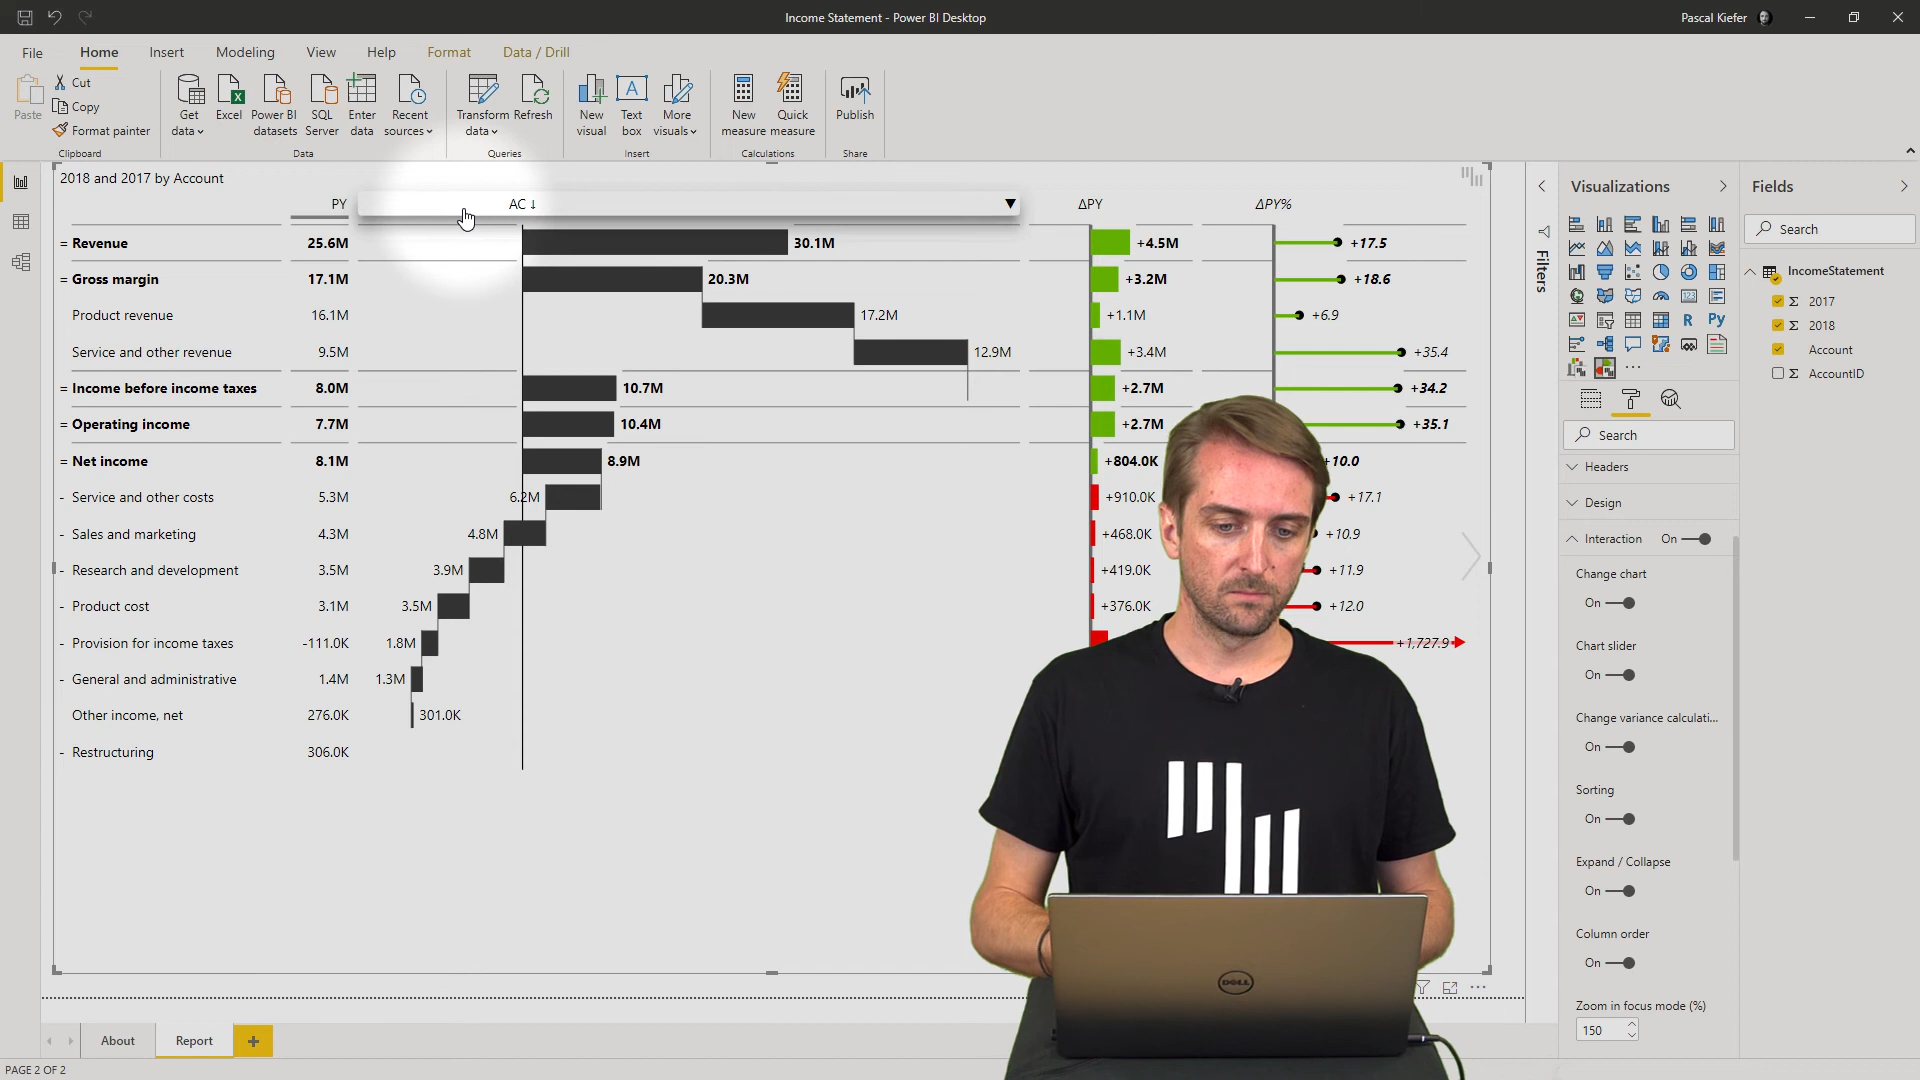 Income Statement - Power BI Desktop
Pascal Kiefer
File Home Insert Modeling View Help Format Data / Drill
Paste
Cut
Copy
Format painter
Clipboard
Get data
Excel
Power BI datasets
SQL Server
Enter data
Recent sources
Data
Transform data
Refresh
Queries
New visual
Text box
More visuals
Insert
New measure
Quick measure
Calculations
Publish
Share
2018 and 2017 by Account
PY AC ↓ ▼ ΔPY ΔPY%
= Revenue 25.6M 30.1M +4.5M +17.5
= Gross margin 17.1M 20.3M +3.2M +18.6
Product revenue 16.1M 17.2M +1.1M +6.9
Service and other revenue 9.5M 12.9M +3.4M +35.4
= Income before income taxes 8.0M 10.7M +2.7M +34.2
= Operating income 7.7M 10.4M +2.7M +35.1
= Net income 8.1M 8.9M +804.0K +10.0
- Service and other costs 5.3M 6.2M +910.0K +17.1
- Sales and marketing 4.3M 4.8M +468.0K +10.9
- Research and development 3.5M 3.9M +419.0K +11.9
- Product cost 3.1M 3.5M +376.0K +12.0
- Provision for income taxes -111.0K 1.8M +1,727.9
- General and administrative 1.4M 1.3M
Other income, net 276.0K 301.0K
- Restructuring 306.0K
Filters
Visualizations
R Py
123
Search
Headers
Design
Interaction On
Change chart
On
Chart slider
On
Change variance calculati...
On
Sorting
On
Expand / Collapse
On
Column order
On
Zoom in focus mode (%)
150
Fields
Search
IncomeStatement
Σ 2017
Σ 2018
Account
Σ AccountID
DELL
About Report +
PAGE 2 OF 2